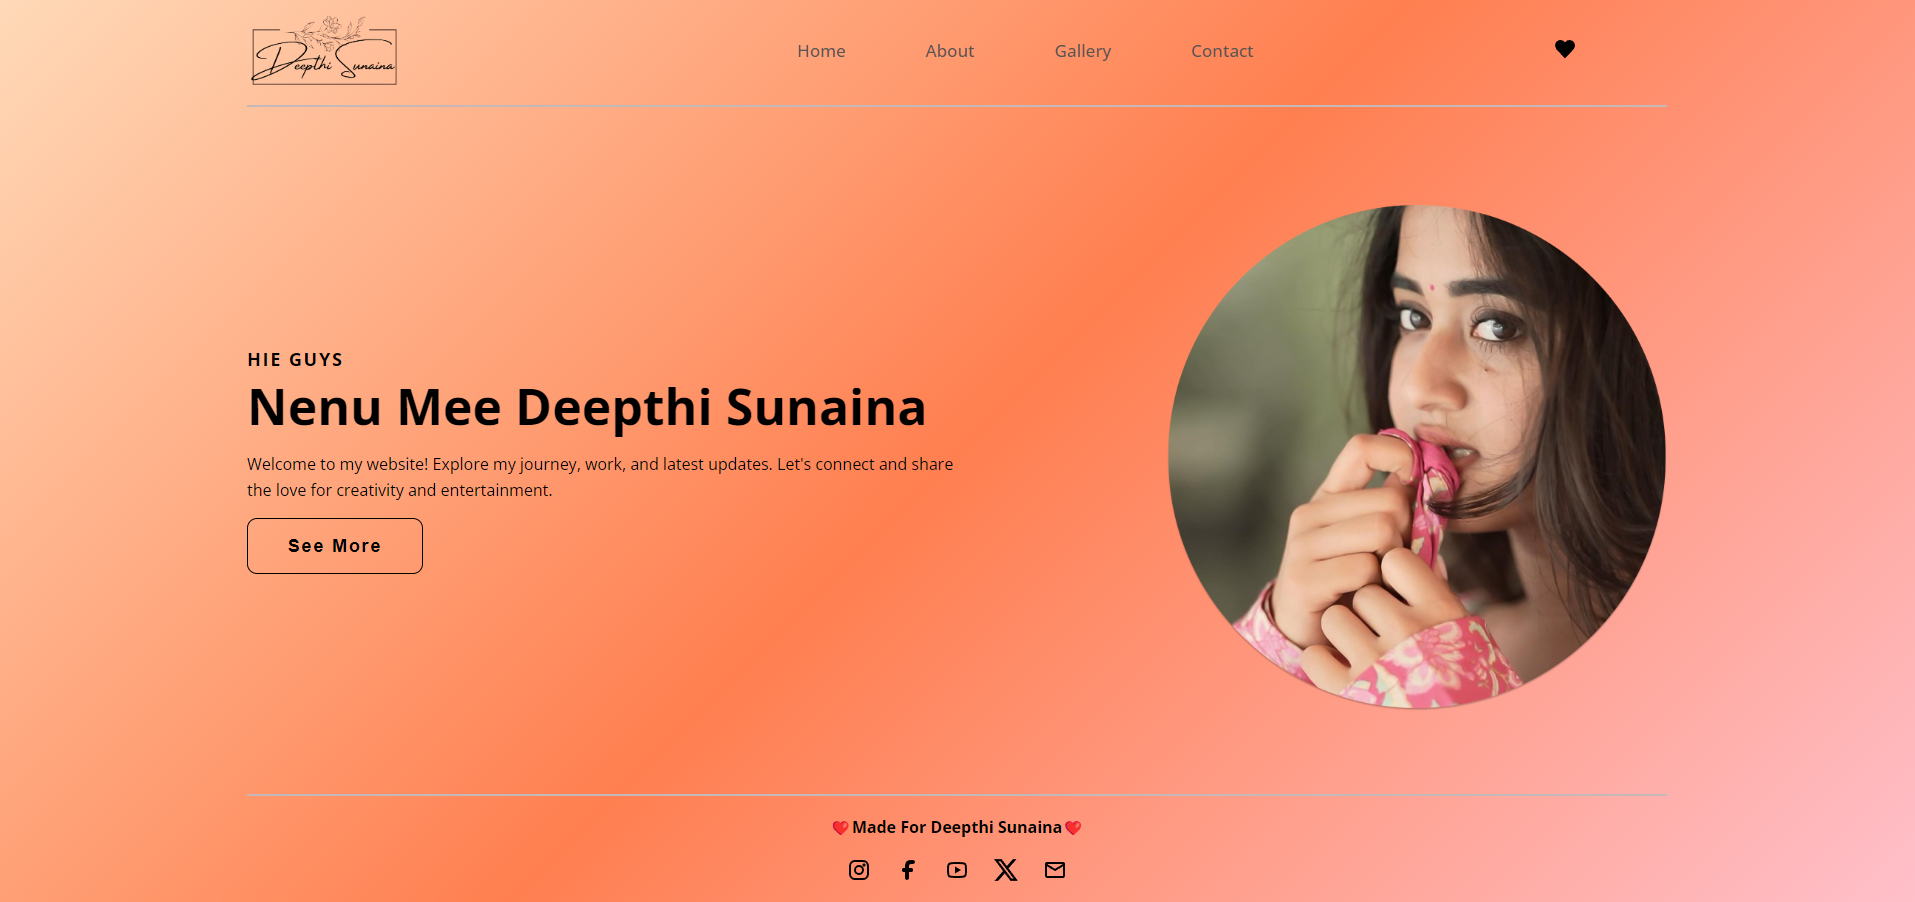 Deepthi Sunaina
Home About Gallery Contact
HIE GUYS
Nenu Mee Deepthi Sunaina
Welcome to my website! Explore my journey, work, and latest updates. Let's connect and share
the love for creativity and entertainment.
See More
❤️Made For Deepthi Sunaina❤️